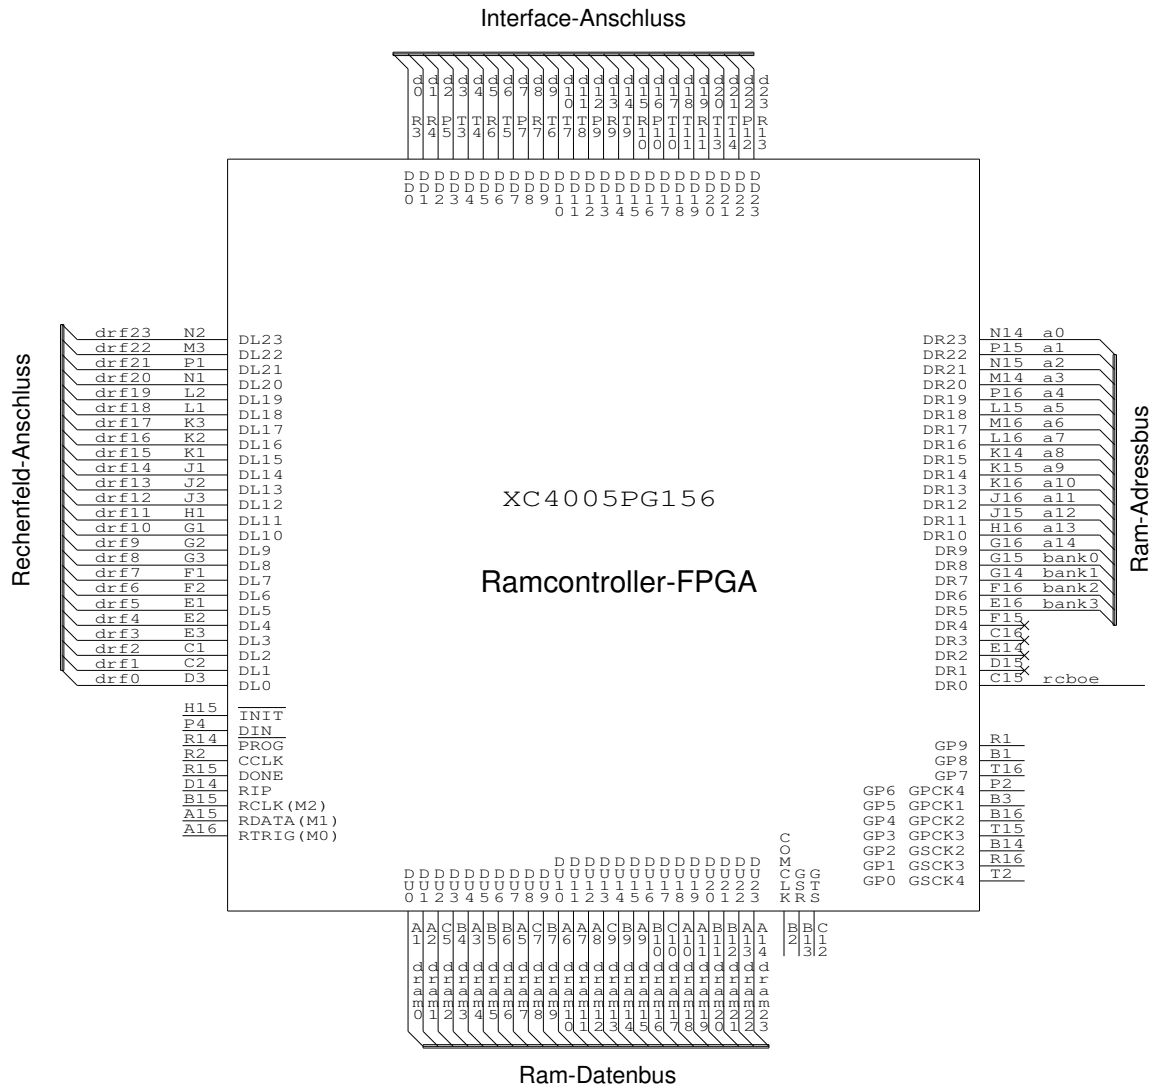 Interface-Anschluss
d0 d1 d2 d3 d4 d5 d6 d7 d8 d9 d10 d11 d12 d13 d14 d15 d16 d17 d18 d19 d20 d21 d22 d23
R3 R4 P5 T3 T4 R6 T5 P7 R7 T6 T7 T8 P9 R9 T9 R10 P10 T10 T11 R11 T13 T14 P12 R13
DD0 DD1 DD2 DD3 DD4 DD5 DD6 DD7 DD8 DD9 DD10 DD11 DD12 DD13 DD14 DD15 DD16 DD17 DD18 DD19 DD20 DD21 DD22 DD23
Rechenfeld-Anschluss
drf23 N2 DL23
drf22 M3 DL22
drf21 P1 DL21
drf20 N1 DL20
drf19 L2 DL19
drf18 L1 DL18
drf17 K3 DL17
drf16 K2 DL16
drf15 K1 DL15
drf14 J1 DL14
drf13 J2 DL13
drf12 J3 DL12
drf11 H1 DL11
drf10 G1 DL10
drf9 G2 DL9
drf8 G3 DL8
drf7 F1 DL7
drf6 F2 DL6
drf5 E1 DL5
drf4 E2 DL4
drf3 E3 DL3
drf2 C1 DL2
drf1 C2 DL1
drf0 D3 DL0
H15 INIT
P4 DIN
R14 PROG
R2 CCLK
R15 DONE
D14 RIP
B15 RCLK(M2)
A15 RDATA(M1)
A16 RTRIG(M0)
XC4005PG156
Ramcontroller-FPGA
DR23 N14 a0
DR22 P15 a1
DR21 N15 a2
DR20 M14 a3
DR19 P16 a4
DR18 L15 a5
DR17 M16 a6
DR16 L16 a7
DR15 K14 a8
DR14 K15 a9
DR13 K16 a10
DR12 J16 a11
DR11 J15 a12
DR10 H16 a13
DR9 G16 a14
DR8 G15 bank0
DR7 G14 bank1
DR6 F16 bank2
DR5 E16 bank3
DR4 F15
DR3 C16
DR2 E14
DR1 D15
DR0 C15 rcboe
Ram-Adressbus
GP9 R1
GP8 B1
GP7 T16
GP6 GPCK4 P2
GP5 GPCK1 B3
GP4 GPCK2 B16
GP3 GPCK3 T15
GP2 GSCK2 B14
GP1 GSCK3 R16
GP0 GSCK4 T2
DU0 DU1 DU2 DU3 DU4 DU5 DU6 DU7 DU8 DU9 DU10 DU11 DU12 DU13 DU14 DU15 DU16 DU17 DU18 DU19 DU20 DU21 DU22 DU23 COMCLK GSR GTS
A1 A2 C5 B4 A3 B5 B6 A5 C7 B7 A6 A7 A8 C9 B9 A9 B10 C10 A10 A11 B11 B12 A13 A14 B2 B13 C12
dram0 dram1 dram2 dram3 dram4 dram5 dram6 dram7 dram8 dram9 dram10 dram11 dram12 dram13 dram14 dram15 dram16 dram17 dram18 dram19 dram20 dram21 dram22 dram23
Ram-Datenbus